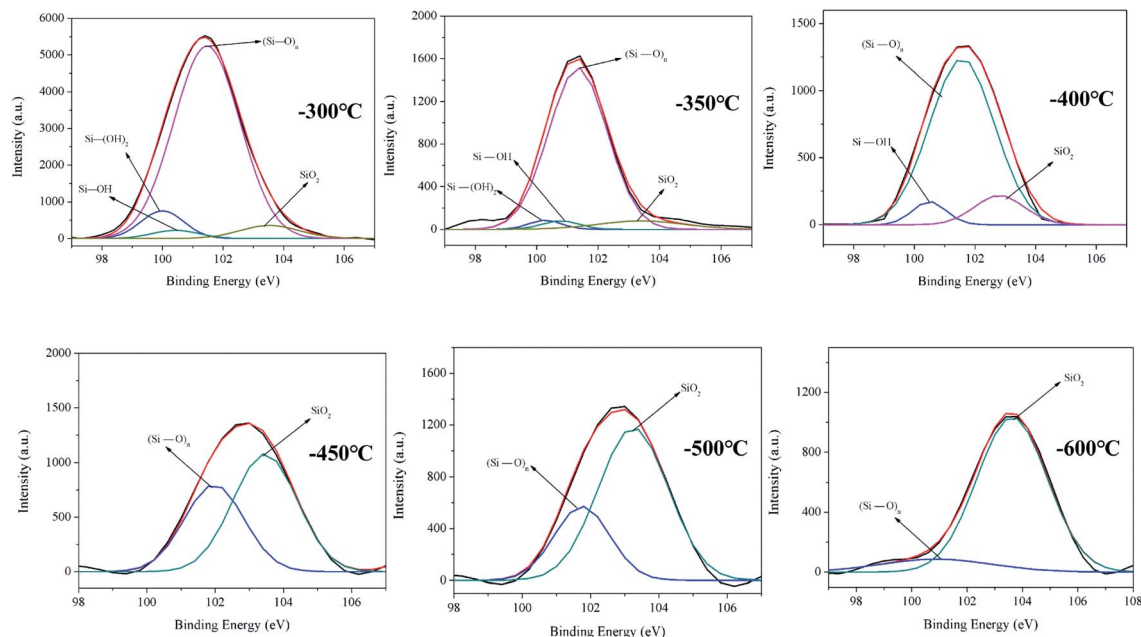 6000
5000
4000
3000
2000
1000
0
Intensity (a.u.)
(Si—O)n
-300℃
Si—(OH)2
Si—OH
SiO2
98 100 102 104 106
Binding Energy (eV)
2000
1600
1200
800
400
0
Intensity (a.u.)
(Si—O)n
-350℃
Si—OH
Si—(OH)2
SiO2
98 100 102 104 106
Binding Energy (eV)
1500
1000
500
0
Intensity (a.u.)
(Si—O)n
-400℃
Si—OH
SiO2
98 100 102 104 106
Binding Energy (eV)
2000
1500
1000
500
0
Intensity (a.u.)
SiO2
(Si—O)n
-450℃
98 100 102 104 106
Binding Energy (eV)
1600
1200
800
400
0
Intensity (a.u.)
SiO2
(Si—O)n
-500℃
98 100 102 104 106
Binding Energy (eV)
1200
800
400
0
Intensity (a.u.)
SiO2
-600℃
(Si—O)n
98 100 102 104 106 108
Binding Energy (eV)